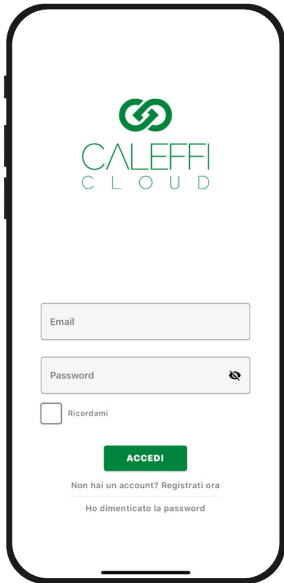 CALEFFI
CLOUD
Email
Password
Ricordami
ACCEDI
Non hai un account? Registrati ora
Ho dimenticato la password